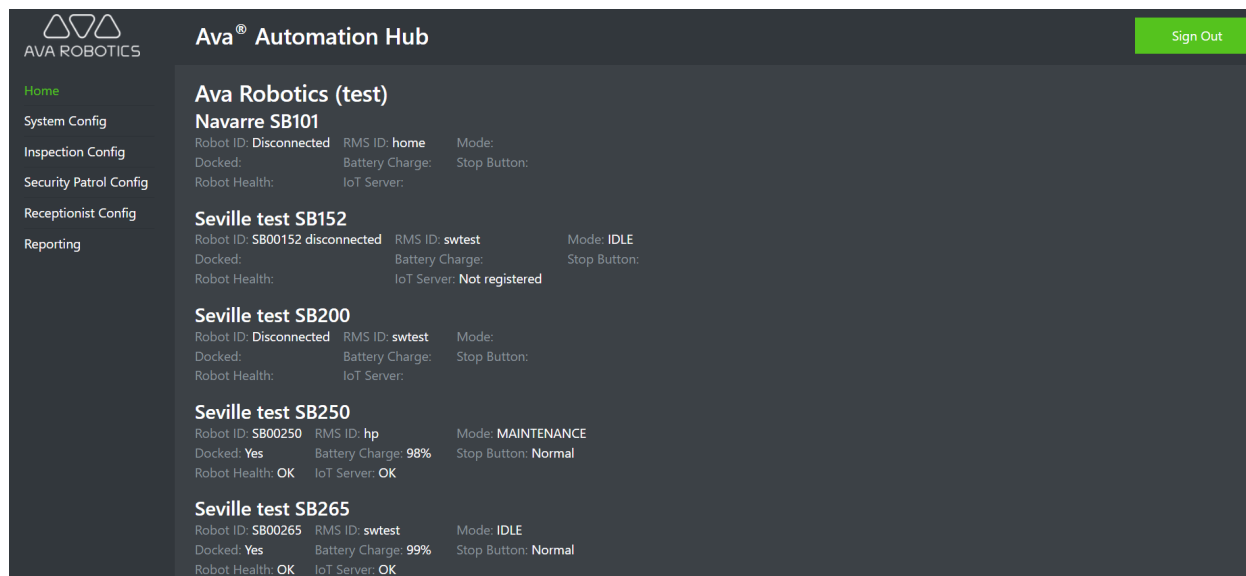 AVA ROBOTICS
Ava® Automation Hub
Sign Out
Home
System Config
Inspection Config
Security Patrol Config
Receptionist Config
Reporting
Ava Robotics (test)
Navarre SB101
Robot ID: Disconnected RMS ID: home Mode:
Docked: Battery Charge: Stop Button:
Robot Health: IoT Server:
Seville test SB152
Robot ID: SB00152 disconnected RMS ID: swtest Mode: IDLE
Docked: Battery Charge: Stop Button:
Robot Health: IoT Server: Not registered
Seville test SB200
Robot ID: Disconnected RMS ID: swtest Mode:
Docked: Battery Charge: Stop Button:
Robot Health: IoT Server:
Seville test SB250
Robot ID: SB00250 RMS ID: hp Mode: MAINTENANCE
Docked: Yes Battery Charge: 98% Stop Button: Normal
Robot Health: OK IoT Server: OK
Seville test SB265
Robot ID: SB00265 RMS ID: swtest Mode: IDLE
Docked: Yes Battery Charge: 99% Stop Button: Normal
Robot Health: OK IoT Server: OK